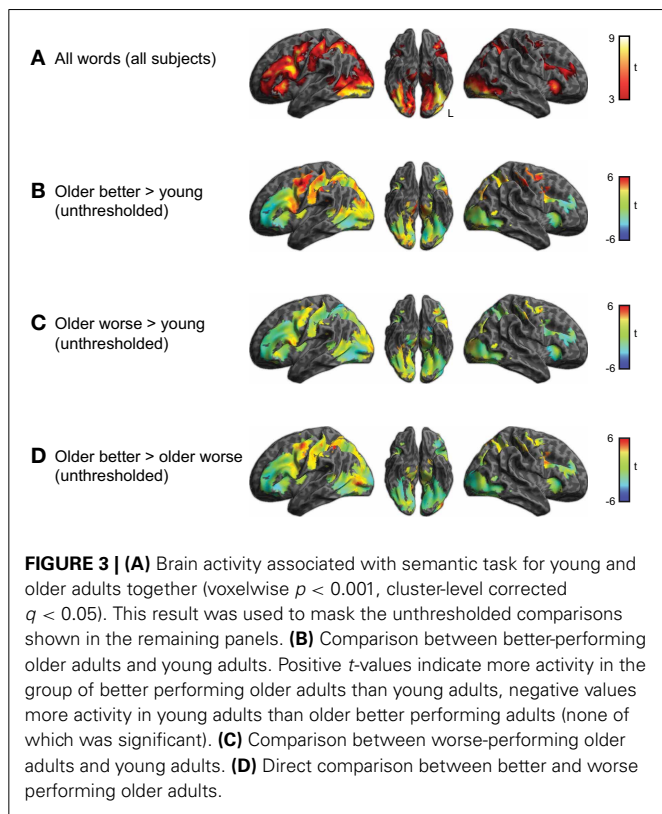 A All words (all subjects)
9
t
3
L
B Older better > young
(unthresholded)
6
t
-6
C Older worse > young
(unthresholded)
6
t
-6
D Older better > older worse
(unthresholded)
6
t
-6
FIGURE 3 | (A) Brain activity associated with semantic task for young and
older adults together (voxelwise p < 0.001, cluster-level corrected
q < 0.05). This result was used to mask the unthresholded comparisons
shown in the remaining panels. (B) Comparison between better-performing
older adults and young adults. Positive t-values indicate more activity in the
group of better performing older adults than young adults, negative values
more activity in young adults than older better performing adults (none of
which was significant). (C) Comparison between worse-performing older
adults and young adults. (D) Direct comparison between better and worse
performing older adults.